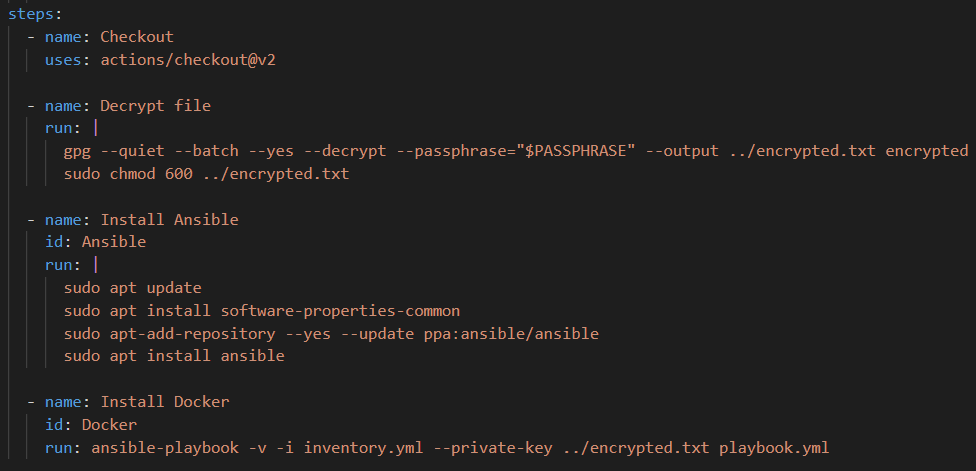 steps:
- name: Checkout
uses: actions/checkout@v2
- name: Decrypt file
run: |
gpg --quiet --batch --yes --decrypt --passphrase="$PASSPHRASE" --output ../encrypted.txt encrypted
sudo chmod 600 ../encrypted.txt
- name: Install Ansible
id: Ansible
run: |
sudo apt update
sudo apt install software-properties-common
sudo apt-add-repository --yes --update ppa:ansible/ansible
sudo apt install ansible
- name: Install Docker
id: Docker
run: ansible-playbook -v -i inventory.yml --private-key ../encrypted.txt playbook.yml